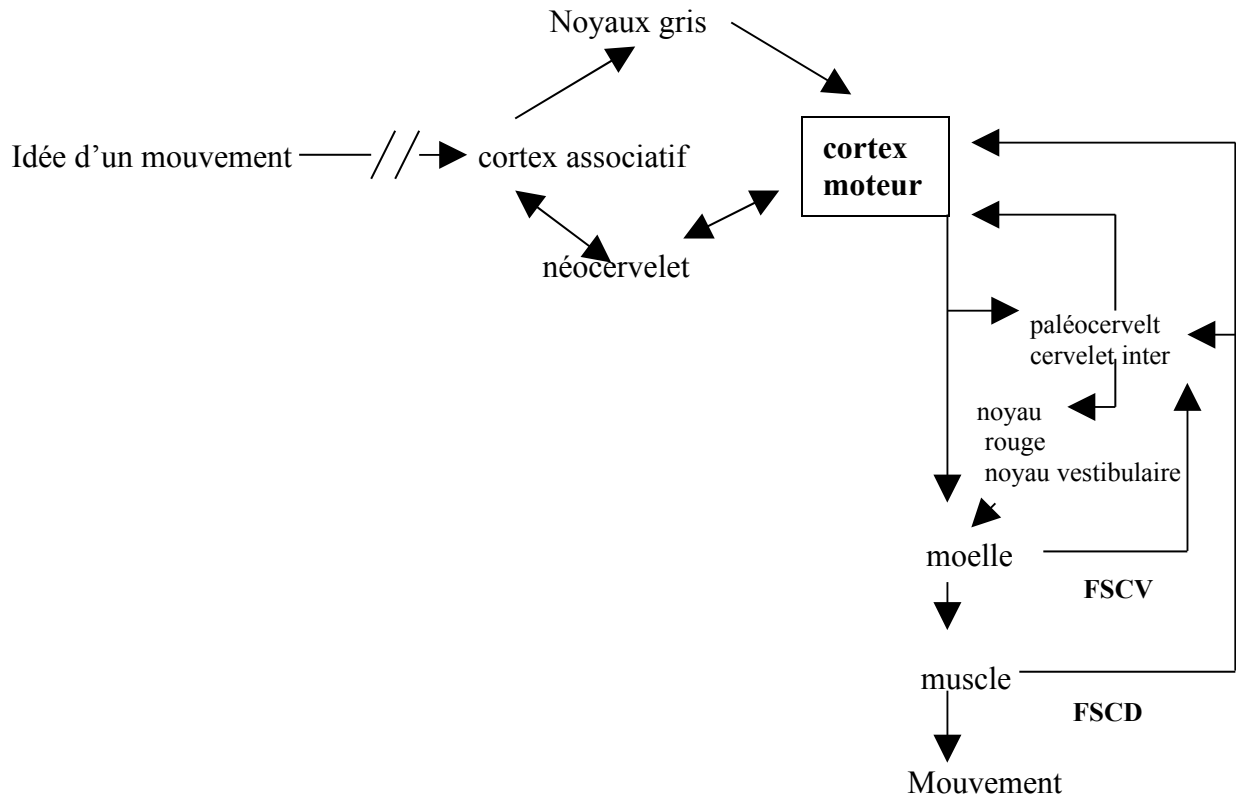 Noyaux gris
Idée d’un mouvement
cortex associatif
cortex
moteur
néocervelet
paléocervelt
cervelet inter
noyau
rouge
noyau vestibulaire
moelle
FSCV
muscle
FSCD
Mouvement